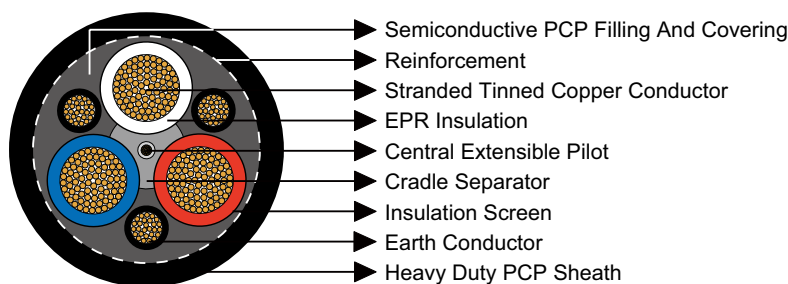 Semiconductive PCP Filling And Covering
Reinforcement
Stranded Tinned Copper Conductor
EPR Insulation
Central Extensible Pilot
Cradle Separator
Insulation Screen
Earth Conductor
Heavy Duty PCP Sheath